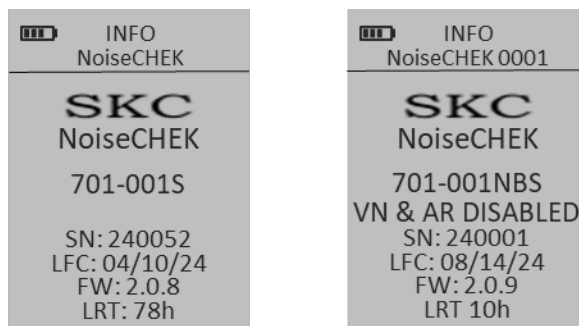 INFO
NoiseCHEK
SKC
NoiseCHEK
701-001S
SN: 240052
LFC: 04/10/24
FW: 2.0.8
LRT: 78h
INFO
NoiseCHEK 0001
SKC
NoiseCHEK
701-001NBS
VN & AR DISABLED
SN: 240001
LFC: 08/14/24
FW: 2.0.9
LRT 10h